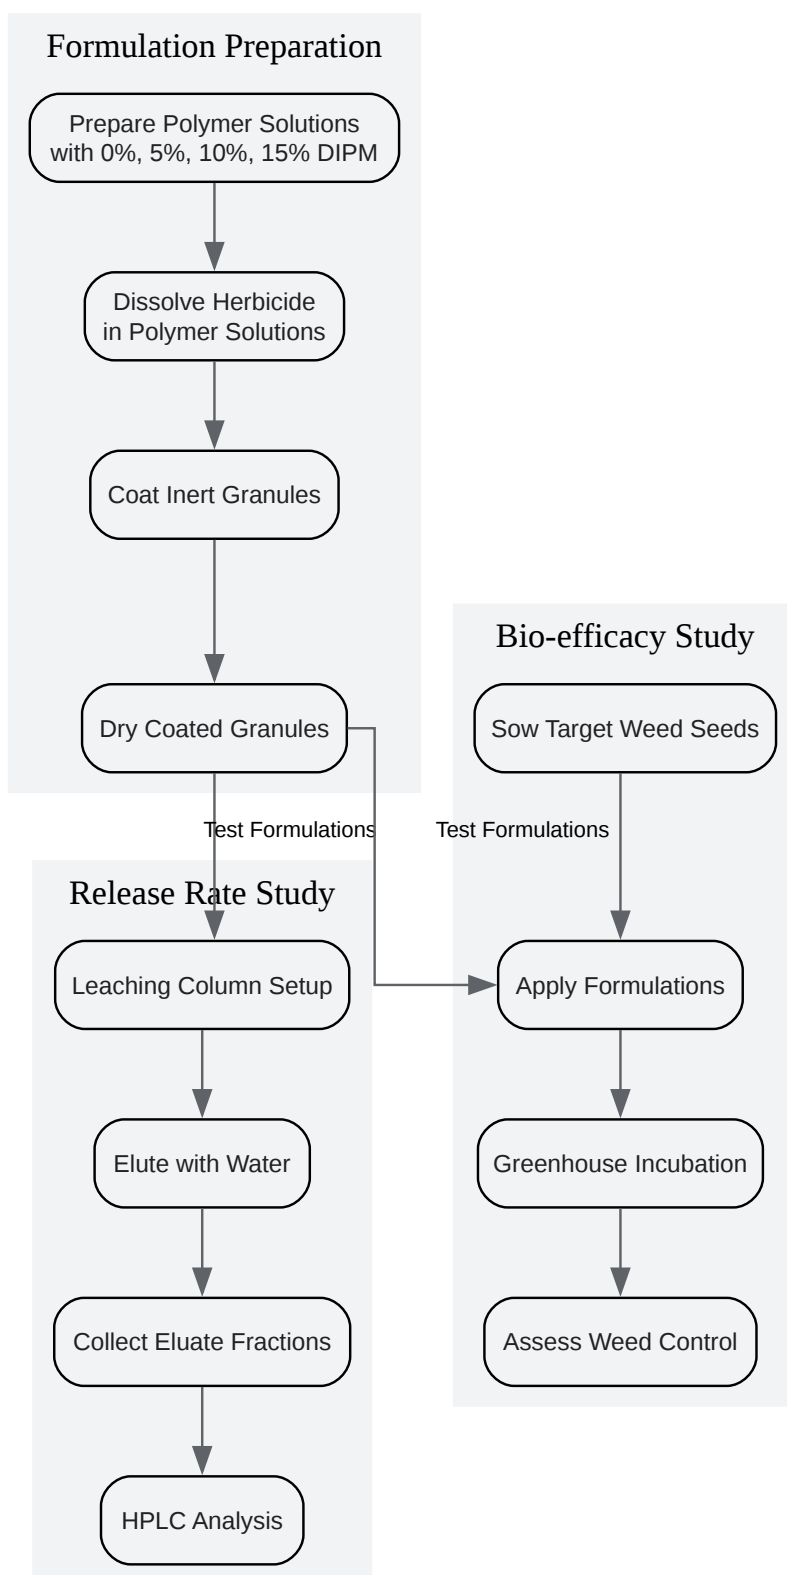 Formulation Preparation
Prepare Polymer Solutions
with 0%, 5%, 10%, 15% DIPM
Dissolve Herbicide
in Polymer Solutions
Coat Inert Granules
Dry Coated Granules
Bio-efficacy Study
Sow Target Weed Seeds
Test Formulations
Test Formulations
Release Rate Study
Leaching Column Setup
Apply Formulations
Elute with Water
Greenhouse Incubation
Collect Eluate Fractions
Assess Weed Control
HPLC Analysis